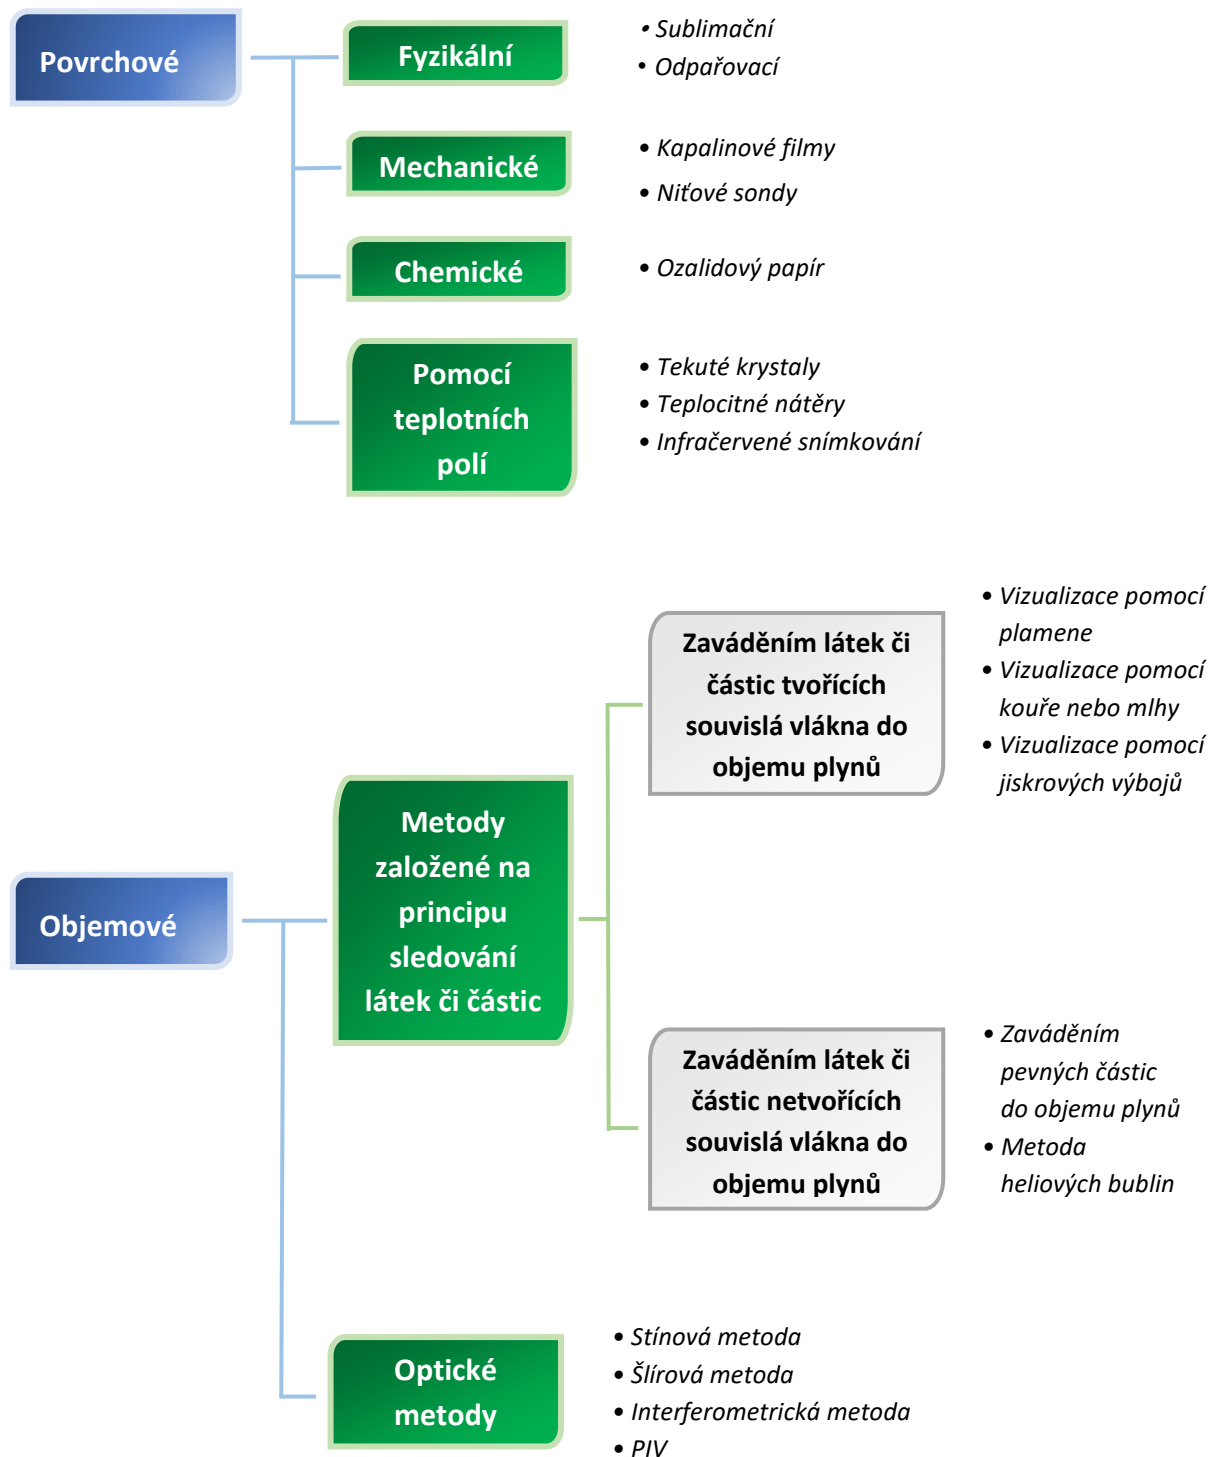 Povrchové
Fyzikální
• Sublimační
• Odpařovací
Mechanické
• Kapalinové filmy
• Niťové sondy
Chemické
• Ozalidový papír
Pomocí
teplotních
polí
• Tekuté krystaly
• Teplocitné nátěry
• Infračervené snímkování
Objemové
Metody
založené na
principu
sledování
látek či částic
Zaváděním látek či
částic tvořících
souvislá vlákna do
objemu plynů
• Vizualizace pomocí
plamene
• Vizualizace pomocí
kouře nebo mlhy
• Vizualizace pomocí
jiskrových výbojů
Zaváděním látek či
částic netvořících
souvislá vlákna do
objemu plynů
• Zaváděním
pevných částic
do objemu plynů
• Metoda
heliových bublin
Optické
metody
• Stínová metoda
• Šlírová metoda
• Interferometrická metoda
• PIV